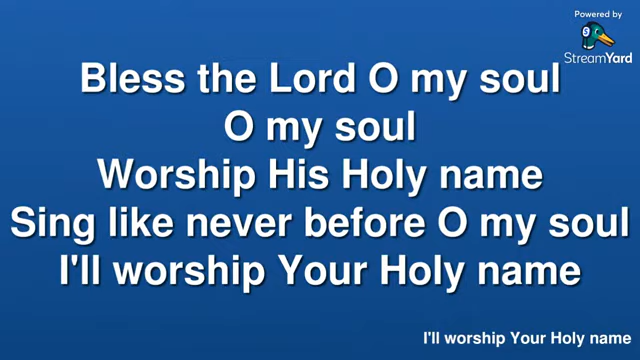 Powered by
StreamYard
Bless the Lord O my soul
O my soul
Worship His Holy name
Sing like never before O my soul
I'll worship Your Holy name
I'll worship Your Holy name